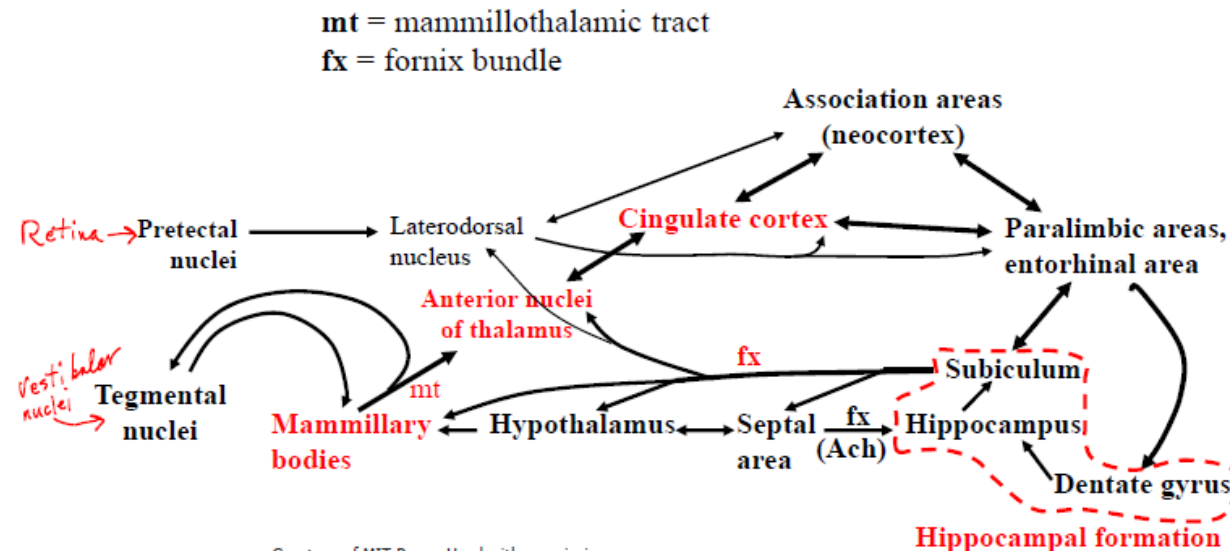 mt = mammillothalamic tract
fx = fornix bundle
Association areas
(neocortex)
Retina
Pretectal
nuclei
Laterodorsal
nucleus
Cingulate cortex
Paralimbic areas,
entorhinal area
Anterior nuclei
of thalamus
fx
Subiculum
vestibular
nuclei
Tegmental
nuclei
mt
Mammillary
bodies
Hypothalamus
Septal
area
fx
(Ach)
Hippocampus
Dentate gyrus
Hippocampal formation